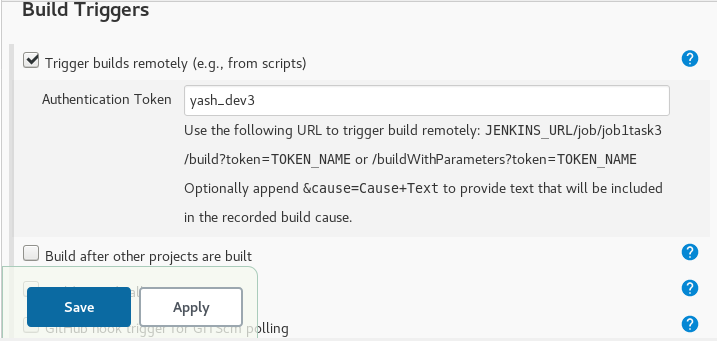 Build Triggers
Trigger builds remotely (e.g., from scripts)
Authentication Token
yash_dev3
Use the following URL to trigger build remotely: JENKINS_URL/job/job1task3
/build?token=TOKEN_NAME or /buildWithParameters?token=TOKEN_NAME
Optionally append &cause=Cause+Text to provide text that will be included
in the recorded build cause.
Build after other projects are built
Save
Apply
GitHub hook trigger for GITScm polling